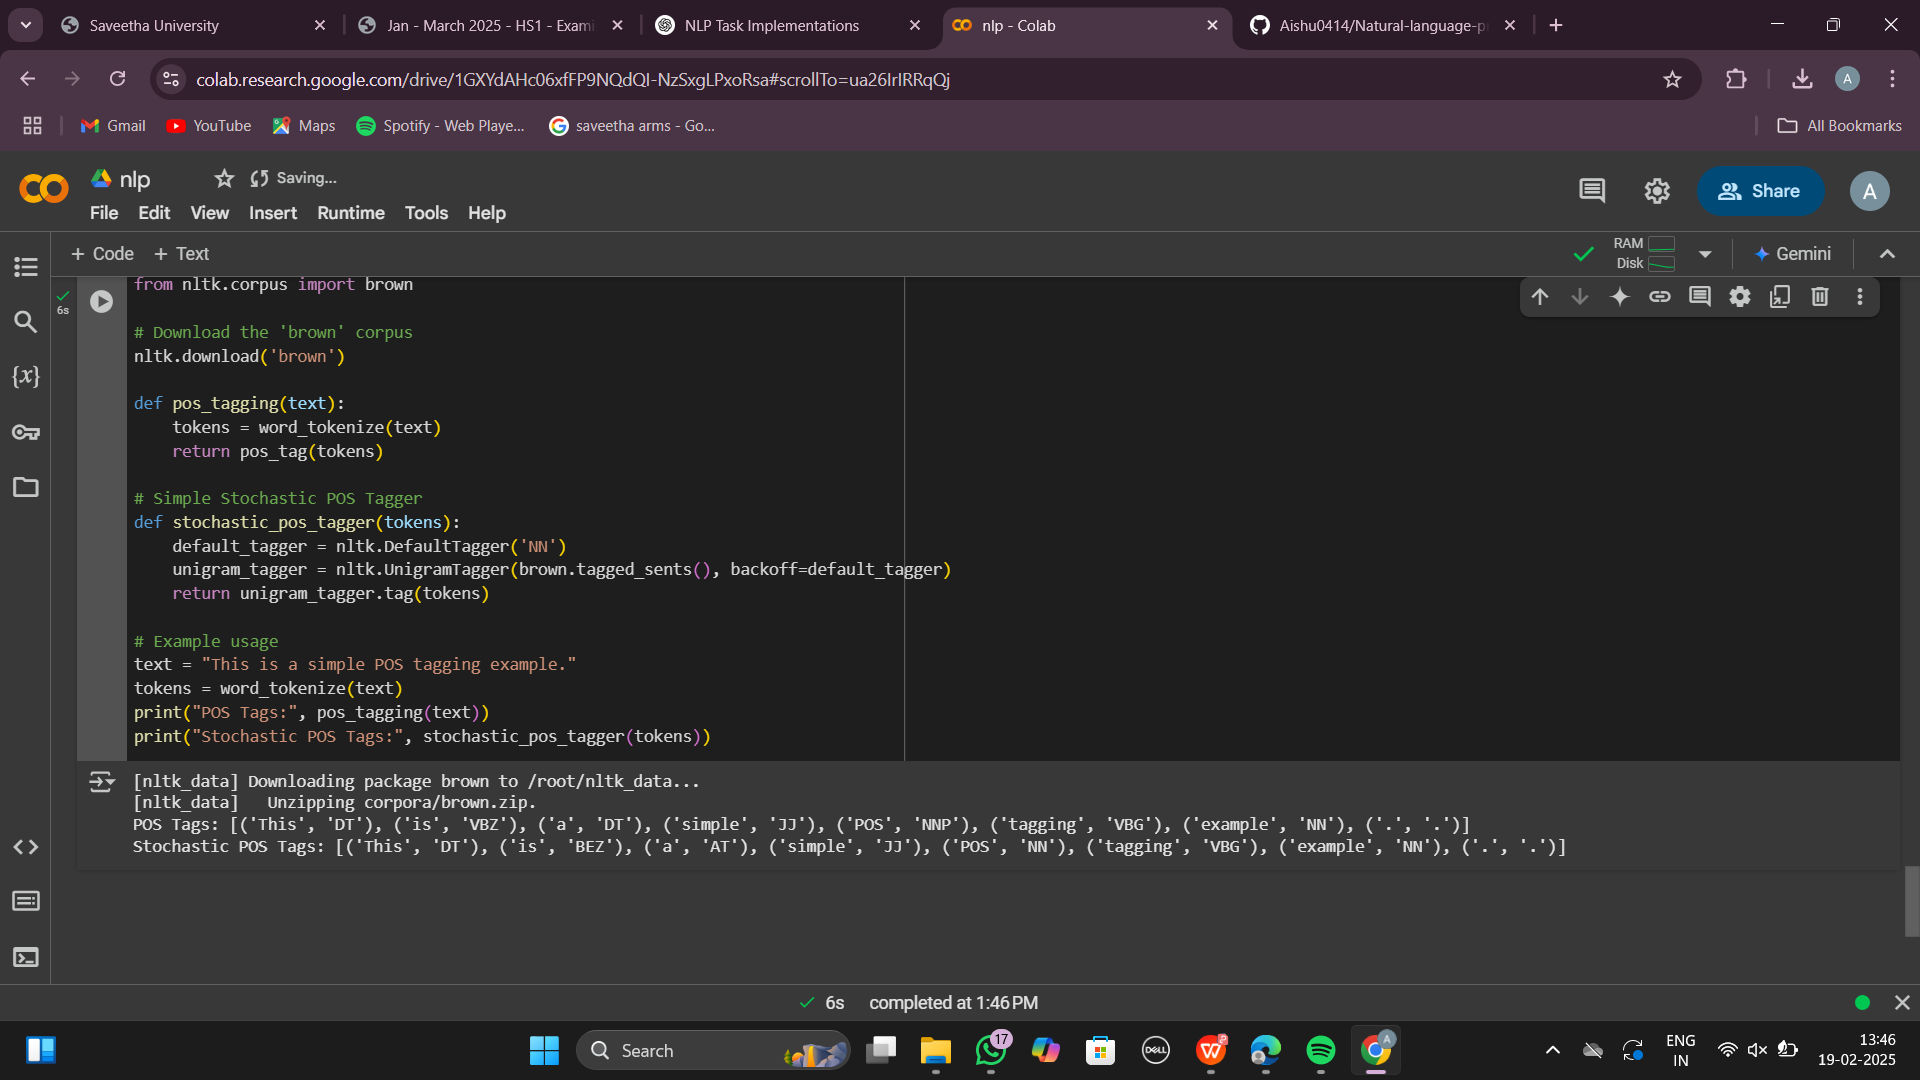 Saveetha University
Jan - March 2025 - HS1 - Exami
NLP Task Implementations
nlp - Colab
Aishu0414/Natural-language-p
colab.research.google.com/drive/1GXYdAHc06xfFP9NQdQI-NzSxgLPxoRsa#scrollTo=ua26IrIRRqQj
A
Gmail
YouTube
Maps
Spotify - Web Playe...
saveetha arms - Go...
All Bookmarks
nlp
Saving...
File Edit View Insert Runtime Tools Help
Share
A
+ Code + Text
RAM
Disk
Gemini
6s
from nltk.corpus import brown
# Download the 'brown' corpus
nltk.download('brown')
def pos_tagging(text):
    tokens = word_tokenize(text)
    return pos_tag(tokens)
# Simple Stochastic POS Tagger
def stochastic_pos_tagger(tokens):
    default_tagger = nltk.DefaultTagger('NN')
    unigram_tagger = nltk.UnigramTagger(brown.tagged_sents(), backoff=default_tagger)
    return unigram_tagger.tag(tokens)
# Example usage
text = "This is a simple POS tagging example."
tokens = word_tokenize(text)
print("POS Tags:", pos_tagging(text))
print("Stochastic POS Tags:", stochastic_pos_tagger(tokens))
[nltk_data] Downloading package brown to /root/nltk_data...
[nltk_data]   Unzipping corpora/brown.zip.
POS Tags: [('This', 'DT'), ('is', 'VBZ'), ('a', 'DT'), ('simple', 'JJ'), ('POS', 'NNP'), ('tagging', 'VBG'), ('example', 'NN'), ('.', '.')]
Stochastic POS Tags: [('This', 'DT'), ('is', 'BEZ'), ('a', 'AT'), ('simple', 'JJ'), ('POS', 'NN'), ('tagging', 'VBG'), ('example', 'NN'), ('.', '.')]
6s completed at 1:46 PM
Search
17
DELL
A
ENG
IN
13:46
19-02-2025